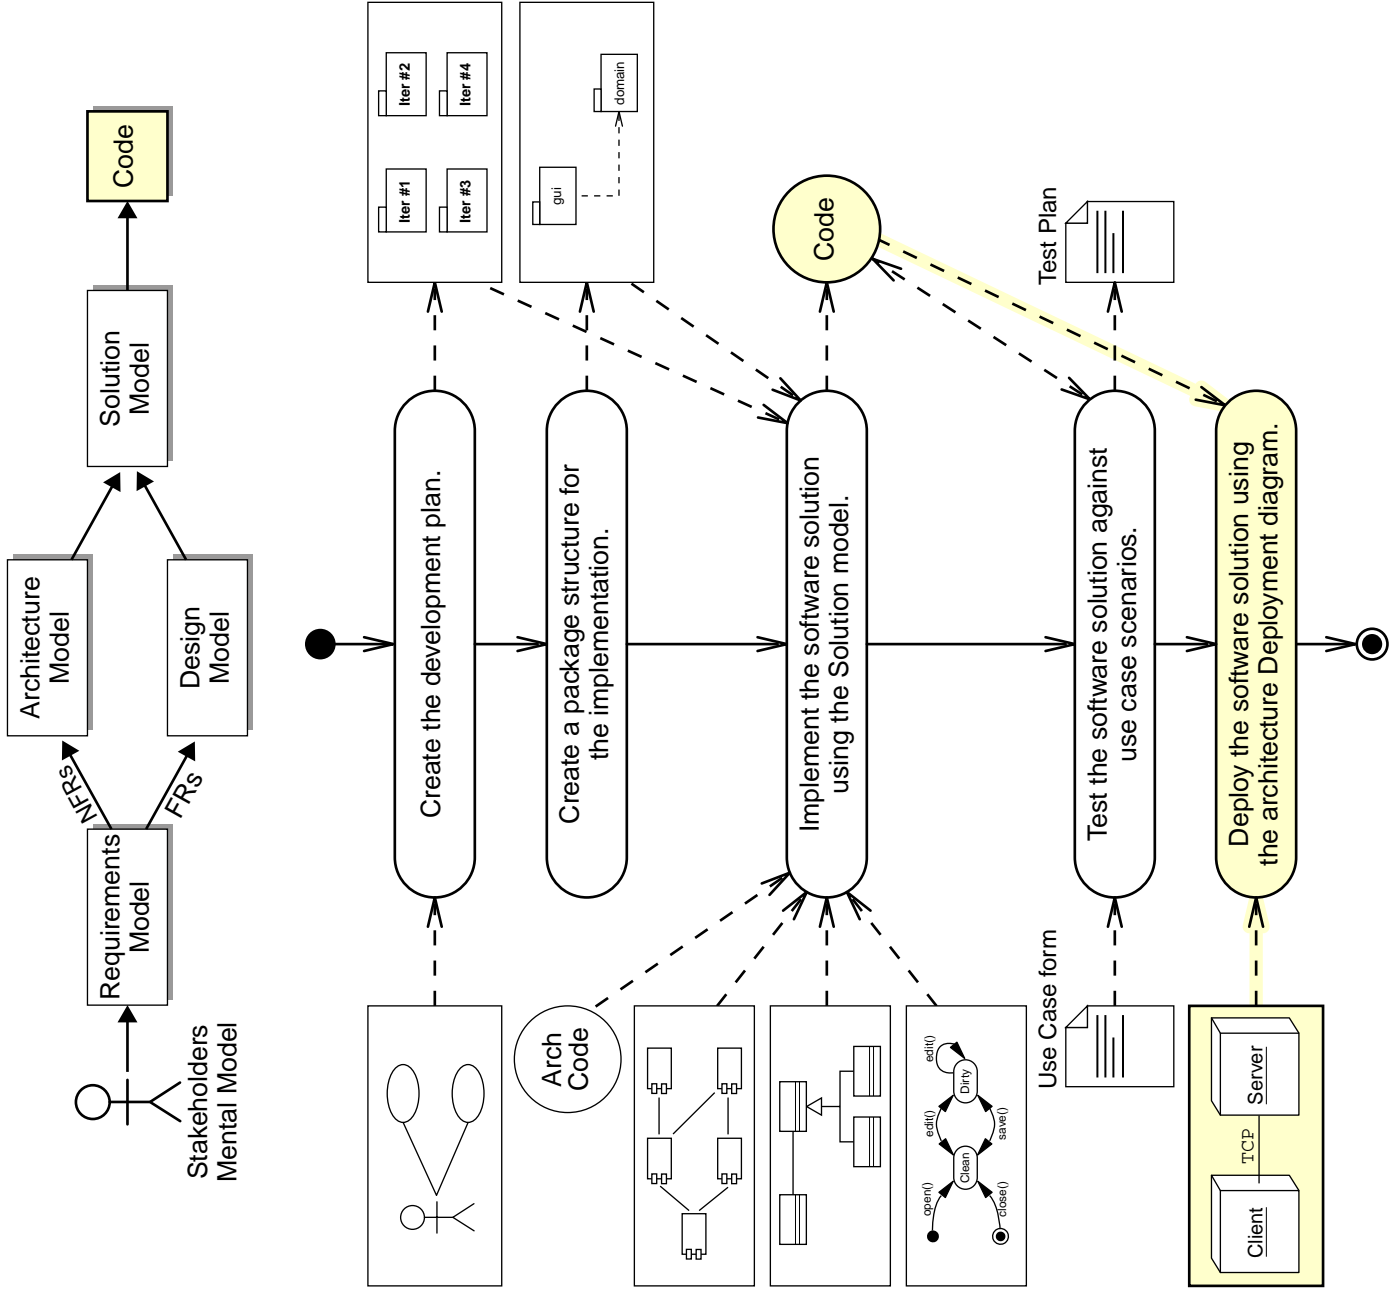 Stakeholders
Mental Model
Requirements
Model
NFRs
FRs
Architecture
Model
Design
Model
Solution
Model
Code
Create the development plan.
Iter #1
Iter #2
Iter #3
Iter #4
Create a package structure for
the implementation.
gui
domain
Arch
Code
Implement the software solution
using the Solution model.
Code
open()
close()
Clean
edit()
save()
Dirty
edit()
Use Case form
Test the software solution against
use case scenarios.
Test Plan
Client
TCP
Server
Deploy the software solution using
the architecture Deployment diagram.